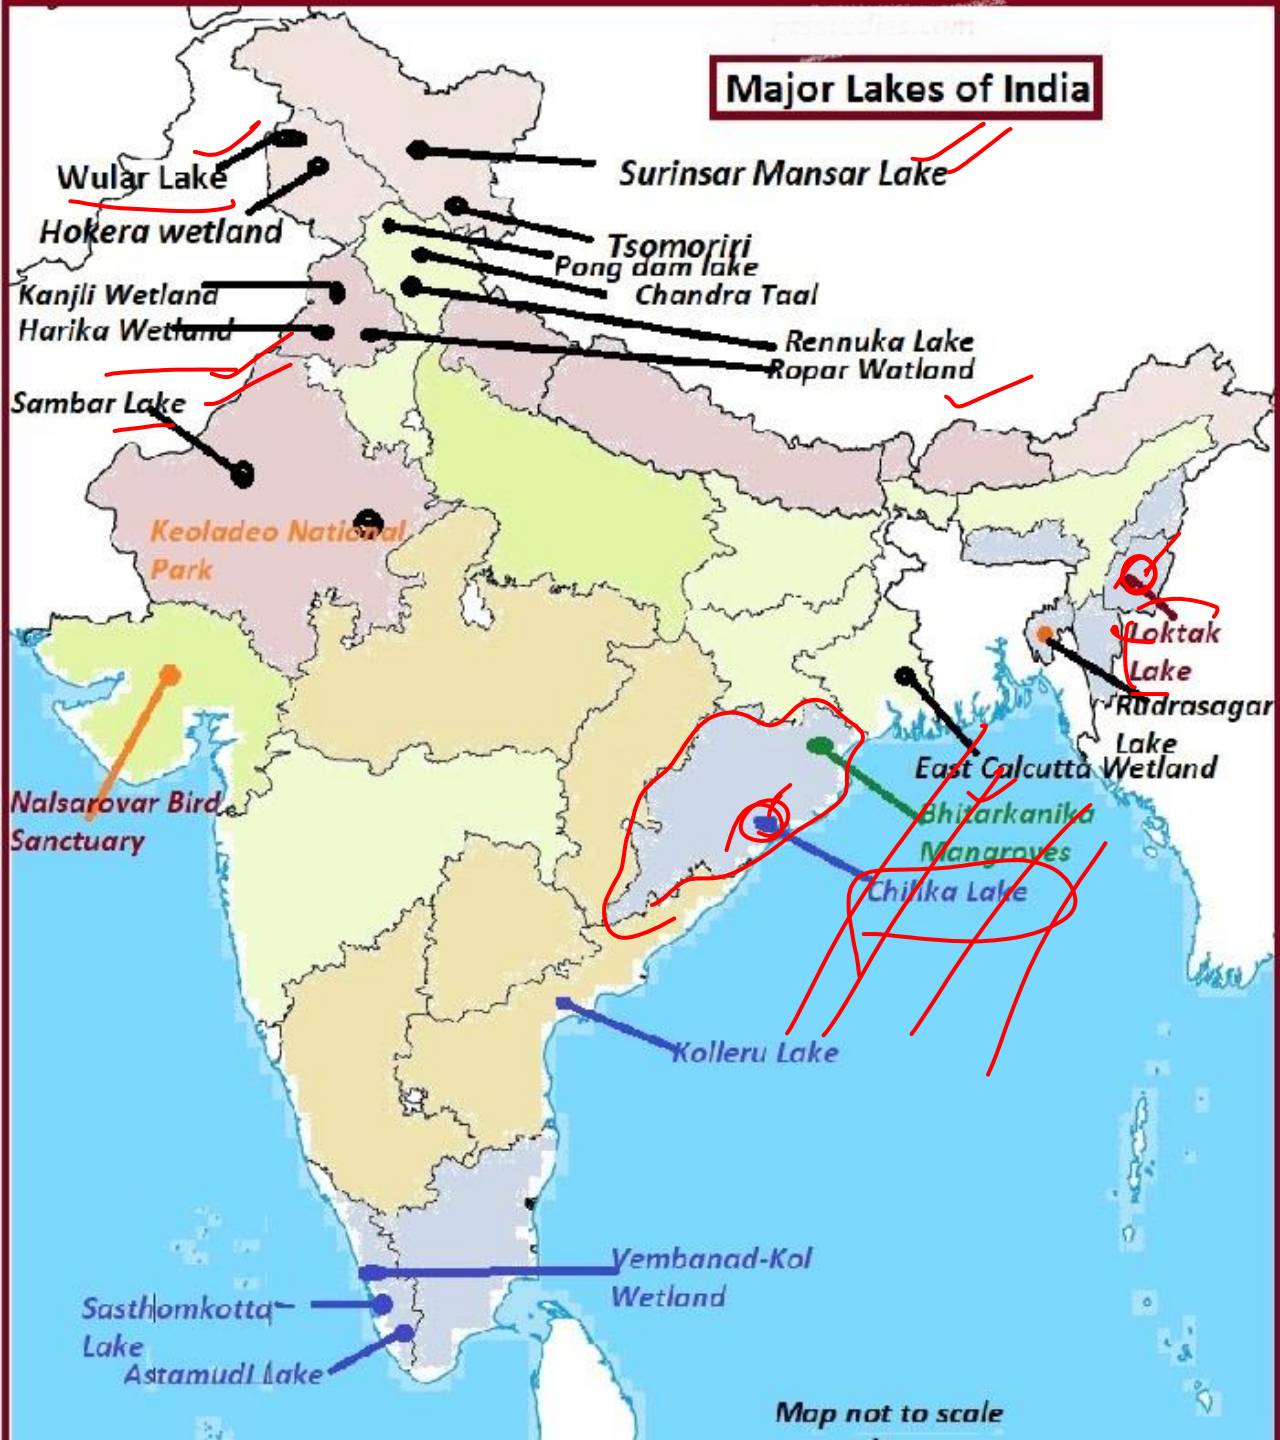 Major Lakes of India
Wular Lake
Surinsar Mansar Lake
Hokera wetland
Tsomoriri
Pong dam lake
Kanjli Wetland
Chandra Taal
Harika Wetland
Rennuka Lake
Ropar Watland
Sambar Lake
Keoladeo National
Park
Loktak
Lake
Rudrasagar
Lake
East Calcutta Wetland
Nalsarovar Bird
Sanctuary
Bhitarkanika
Mangroves
Chilika Lake
Kolleru Lake
Vembanad-Kol
Wetland
Sasthomkotta
Lake
Astamudi Lake
Map not to scale